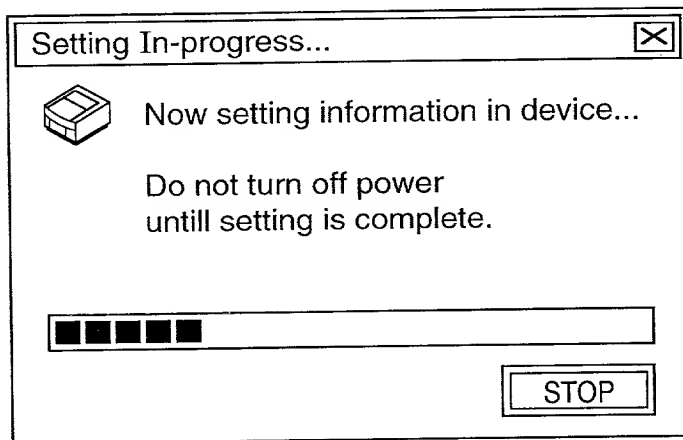 Setting In-progress...
Now setting information in device...
Do not turn off power
untill setting is complete.
STOP